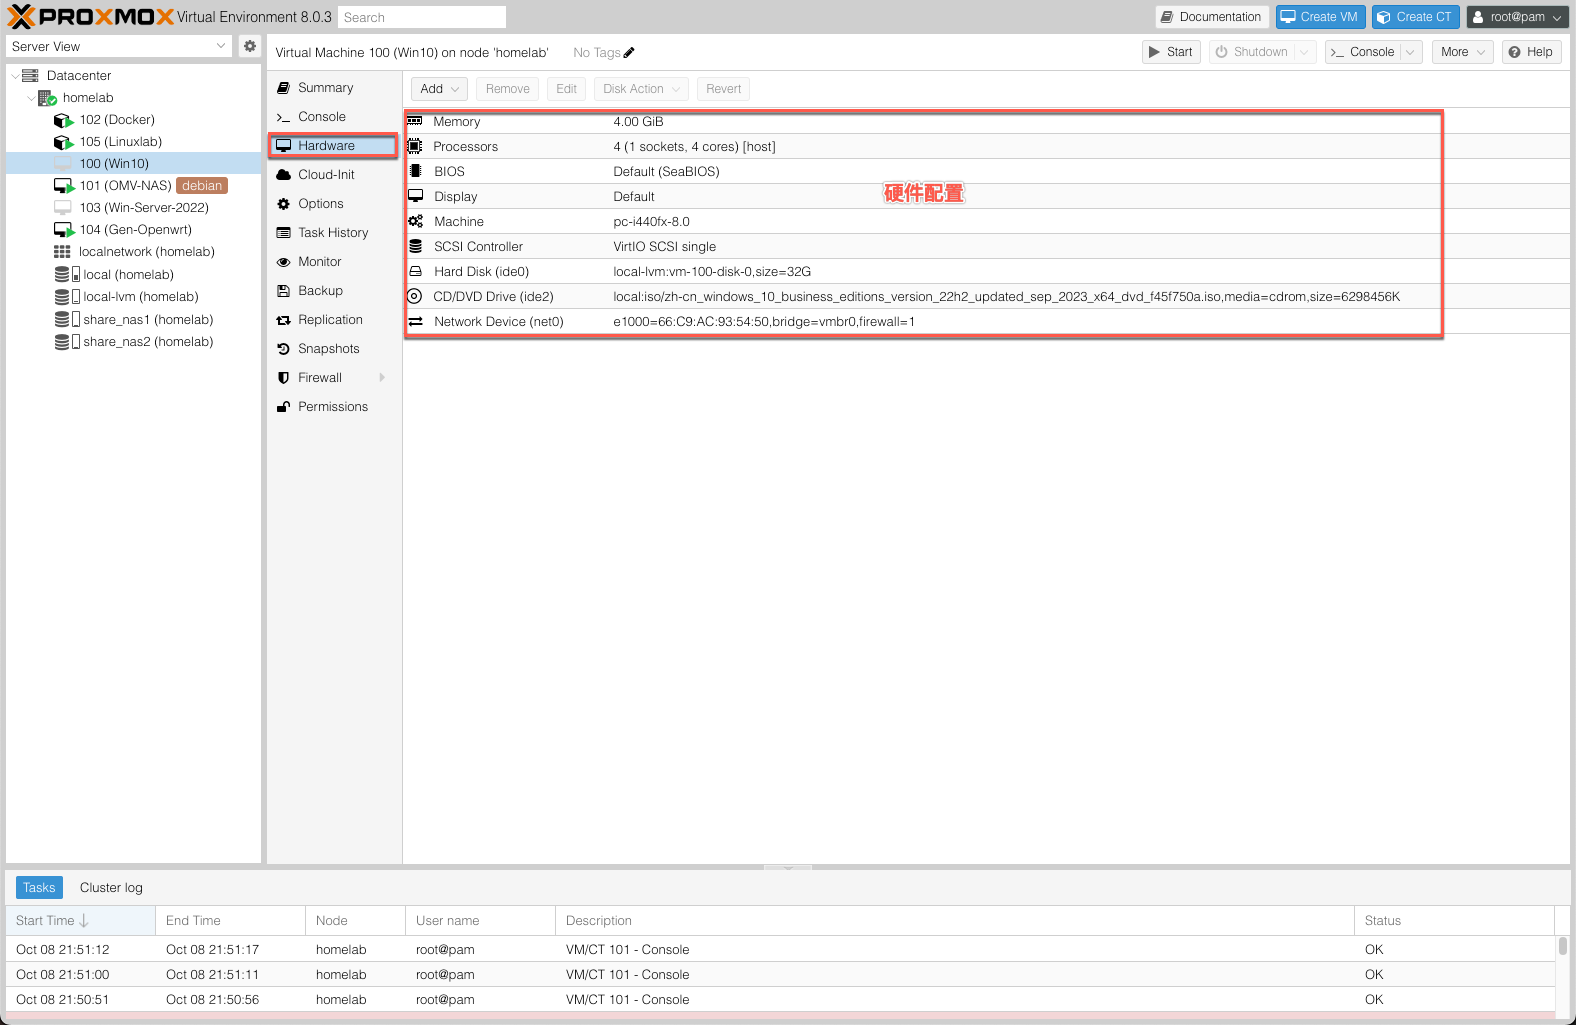 PROXMOX Virtual Environment 8.0.3 Search Documentation Create VM Create CT root@pam
Server View
Datacenter
homelab
102 (Docker)
105 (Linuxlab)
100 (Win10)
101 (OMV-NAS) debian
103 (Win-Server-2022)
104 (Gen-Openwrt)
localnetwork (homelab)
local (homelab)
local-lvm (homelab)
share_nas1 (homelab)
share_nas2 (homelab)
Virtual Machine 100 (Win10) on node 'homelab' No Tags Start Shutdown Console More Help
Summary
Console
Hardware
Cloud-Init
Options
Task History
Monitor
Backup
Replication
Snapshots
Firewall
Permissions
Add Remove Edit Disk Action Revert
Memory 4.00 GiB
Processors 4 (1 sockets, 4 cores) [host]
BIOS Default (SeaBIOS)
Display Default
硬件配置
Machine pc-i440fx-8.0
SCSI Controller VirtIO SCSI single
Hard Disk (ide0) local-lvm:vm-100-disk-0,size=32G
CD/DVD Drive (ide2) local:iso/zh-cn_windows_10_business_editions_version_22h2_updated_sep_2023_x64_dvd_f45f750a.iso,media=cdrom,size=6298456K
Network Device (net0) e1000=66:C9:AC:93:54:50,bridge=vmbr0,firewall=1
Tasks Cluster log
Start Time End Time Node User name Description Status
Oct 08 21:51:12 Oct 08 21:51:17 homelab root@pam VM/CT 101 - Console OK
Oct 08 21:51:00 Oct 08 21:51:11 homelab root@pam VM/CT 101 - Console OK
Oct 08 21:50:51 Oct 08 21:50:56 homelab root@pam VM/CT 101 - Console OK